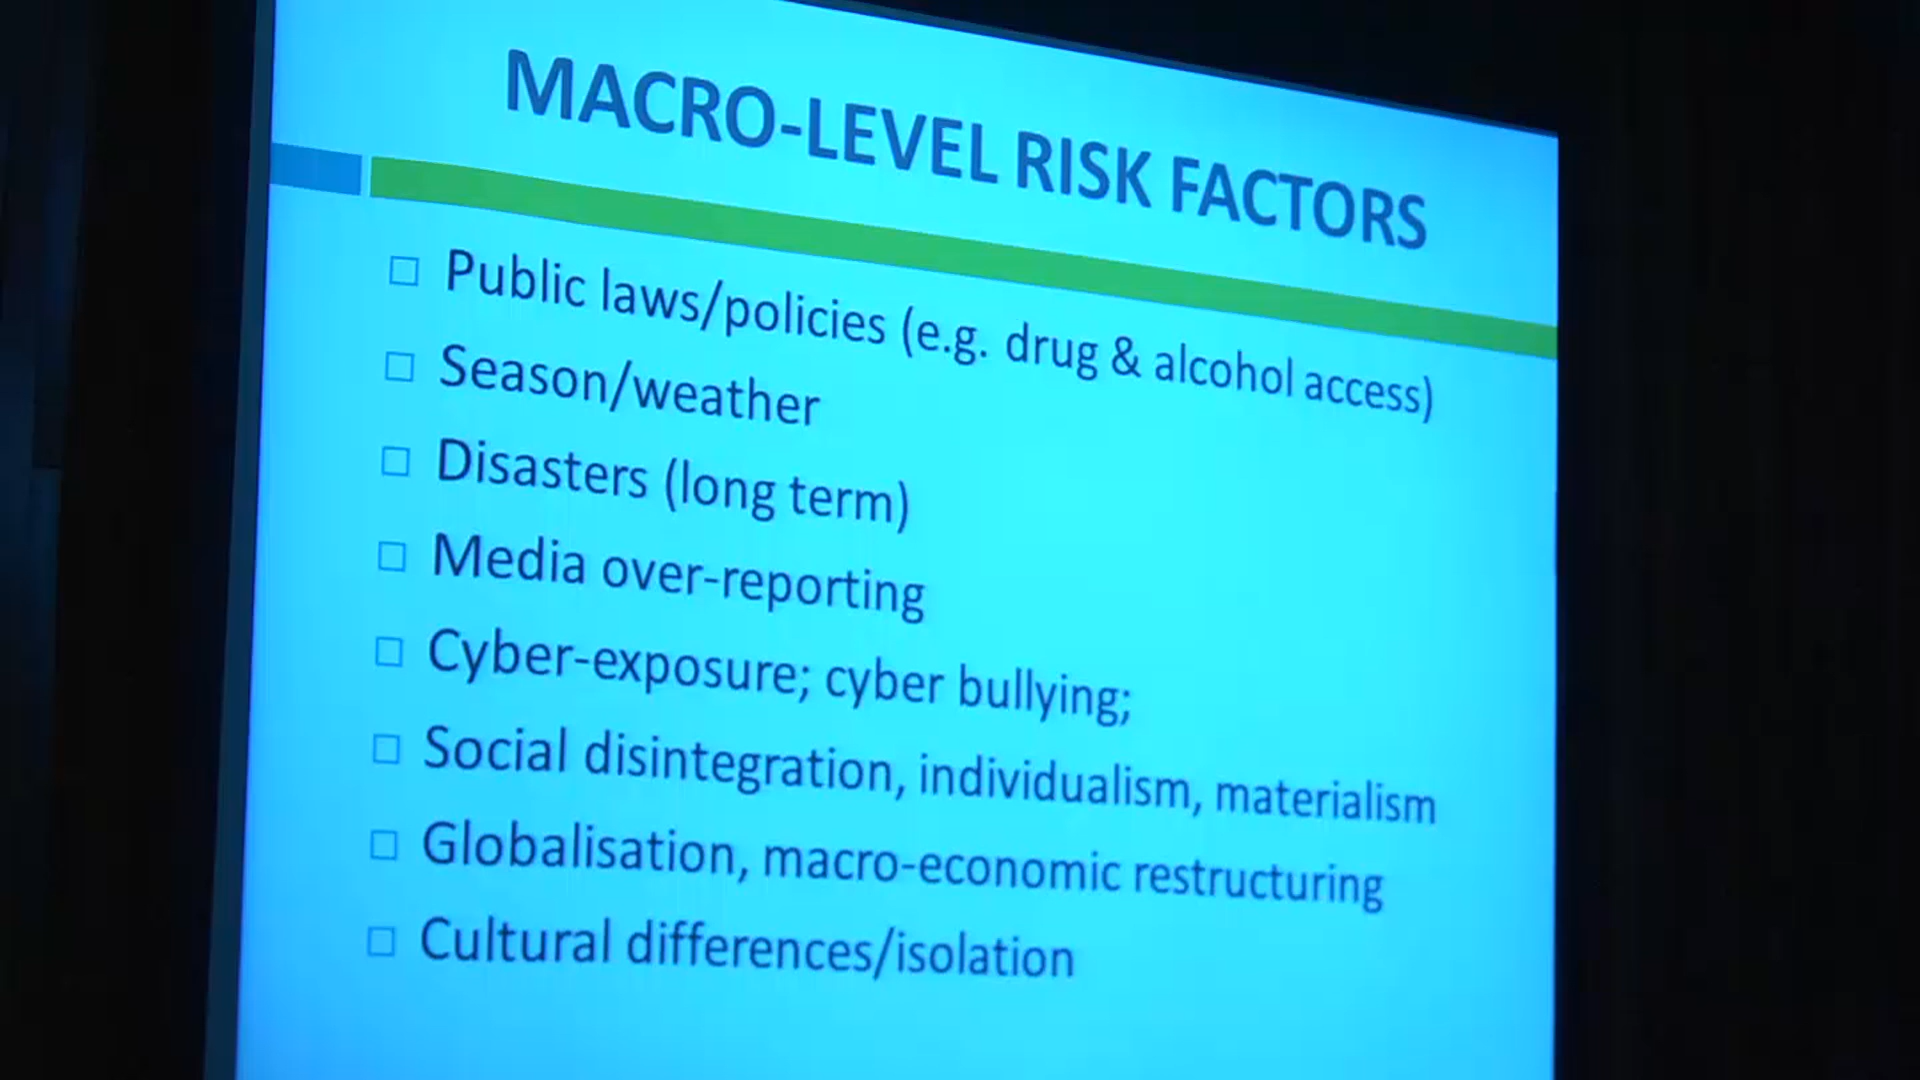 MACRO-LEVEL RISK FACTORS
Public laws/policies (e.g. drug & alcohol access)
Season/weather
Disasters (long term)
Media over-reporting
Cyber-exposure; cyber bullying;
Social disintegration, individualism, materialism
Globalisation, macro-economic restructuring
Cultural differences/isolation